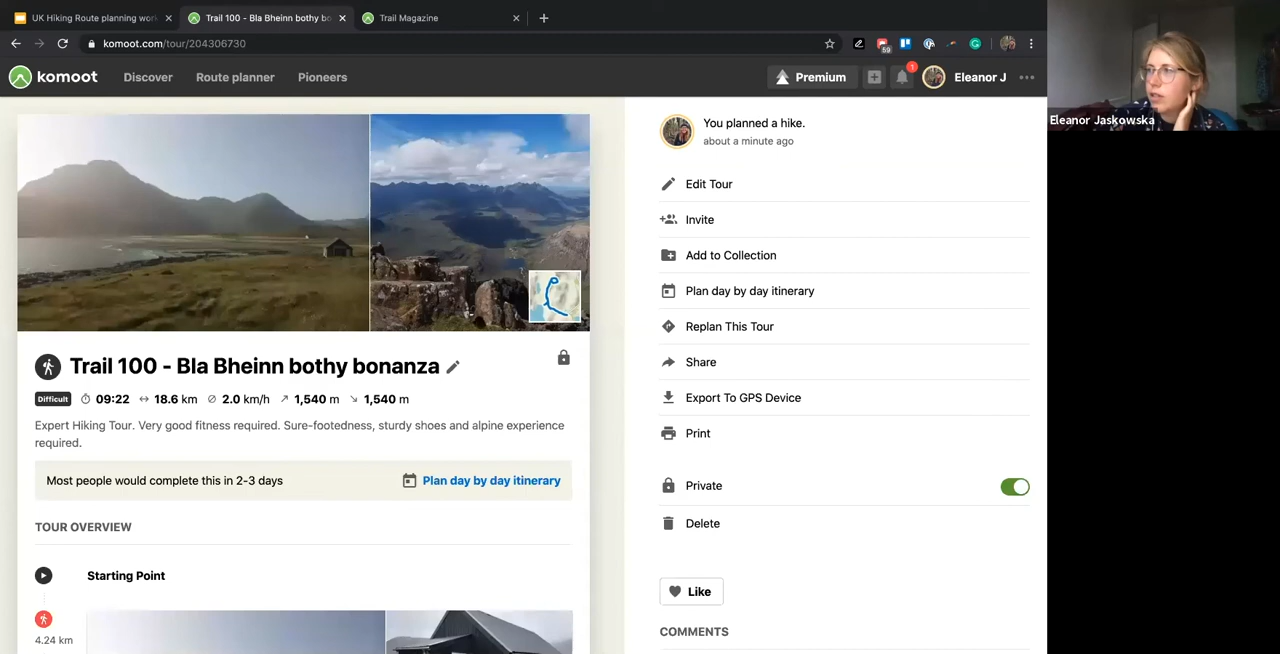 UK Hiking Route planning wor
Trail 100 - Bla Bheinn bothy bo
Trail Magazine
komoot.com/tour/204306730
59
komoot
Discover
Route planner
Pioneers
Premium
1
Eleanor J
Eleanor Jaskowska
You planned a hike.
about a minute ago
Edit Tour
Invite
Add to Collection
Plan day by day itinerary
Replan This Tour
Share
Export To GPS Device
Print
Private
Delete
Like
COMMENTS
Trail 100 - Bla Bheinn bothy bonanza
Difficult 09:22 18.6 km 2.0 km/h 1,540 m 1,540 m
Expert Hiking Tour. Very good fitness required. Sure-footedness, sturdy shoes and alpine experience
required.
Most people would complete this in 2-3 days
Plan day by day itinerary
TOUR OVERVIEW
Starting Point
4.24 km